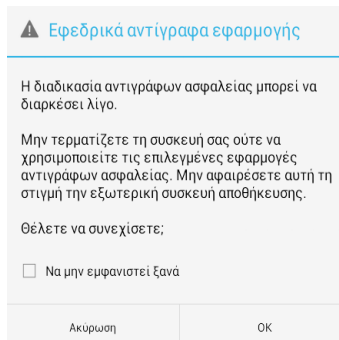 Εφεδρικά αντίγραφα εφαρμογής
Η διαδικασία αντιγράφων ασφαλείας μπορεί να
διαρκέσει λίγο.
Μην τερματίζετε τη συσκευή σας ούτε να
χρησιμοποιείτε τις επιλεγμένες εφαρμογές
αντιγράφων ασφαλείας. Μην αφαιρέσετε αυτή τη
στιγμή την εξωτερική συσκευή αποθήκευσης.
Θέλετε να συνεχίσετε;
Να μην εμφανιστεί ξανά
Ακύρωση
OK